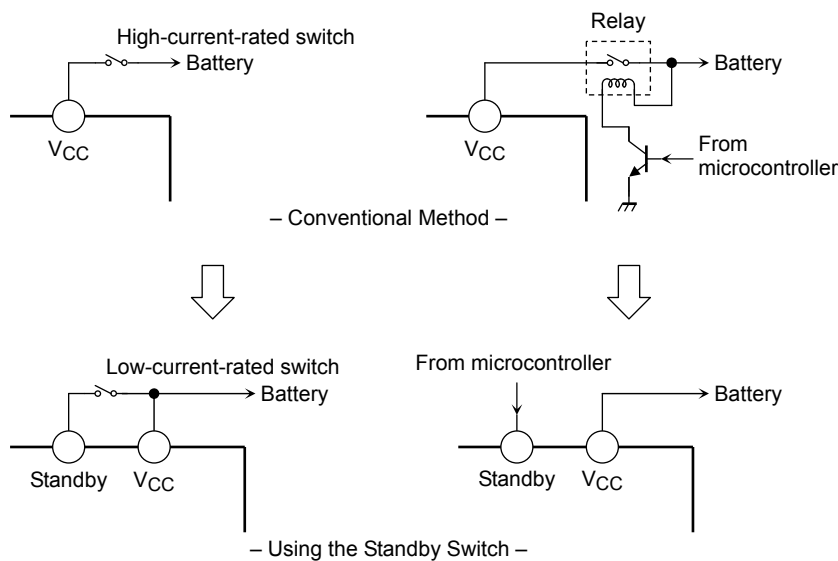 High-current-rated switch
Battery
VCC
Relay
Battery
VCC
From
microcontroller
– Conventional Method –
Low-current-rated switch
Battery
Standby
VCC
From microcontroller
Battery
Standby
VCC
– Using the Standby Switch –